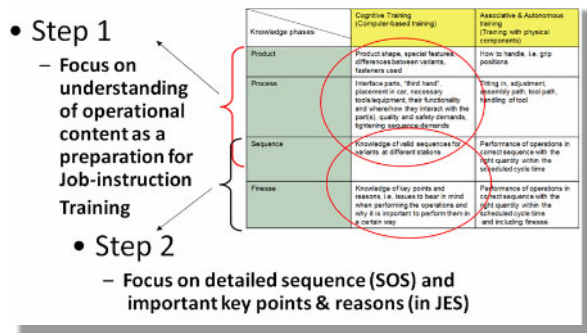 • Step 1
– Focus on
understanding
of operational
content as a
preparation for
Job-instruction
Training
Knowledge phases
Cognitive Training
(Computer-based training)
Associative & Autonomous
training
(Training with physical
components)
Product
Product shape, special features,
differences between variants,
fasteners used
How to handle, i.e. grip
positions
Process
Interface parts, "third hand",
placement in car, necessary
tools/equipment, their functionality
and where/how they interact with the
part(s), quality and safety demands,
tightening sequence demands
Fitting in, adjustment,
assembly path, tool path,
handling of tool
Sequence
Knowledge of valid sequences for
variants at different stations
Performance of operations in
correct sequence with the
right quantity within the
scheduled cycle time
Finesse
Knowledge of key points and
reasons, i.e. issues to bear in mind
when performing the operations and
why it is important to perform them in
a certain way
Performance of operations in
correct sequence with the
right quantity within the
scheduled cycle time
and including finesse
• Step 2
– Focus on detailed sequence (SOS) and
important key points & reasons (in JES)